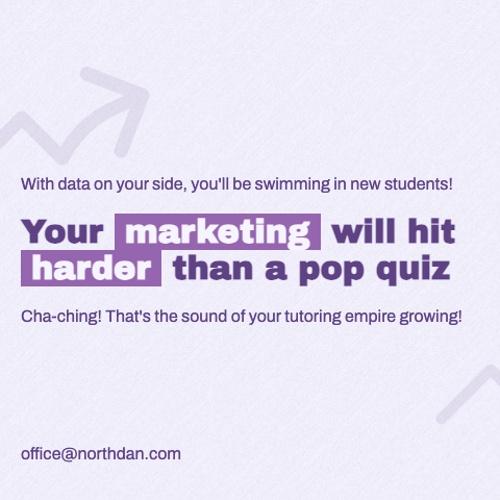 With data on your side, you'll be swimming in new students!
Your marketing will hit
harder than a pop quiz
Cha-ching! That's the sound of your tutoring empire growing!
office@northdan.com